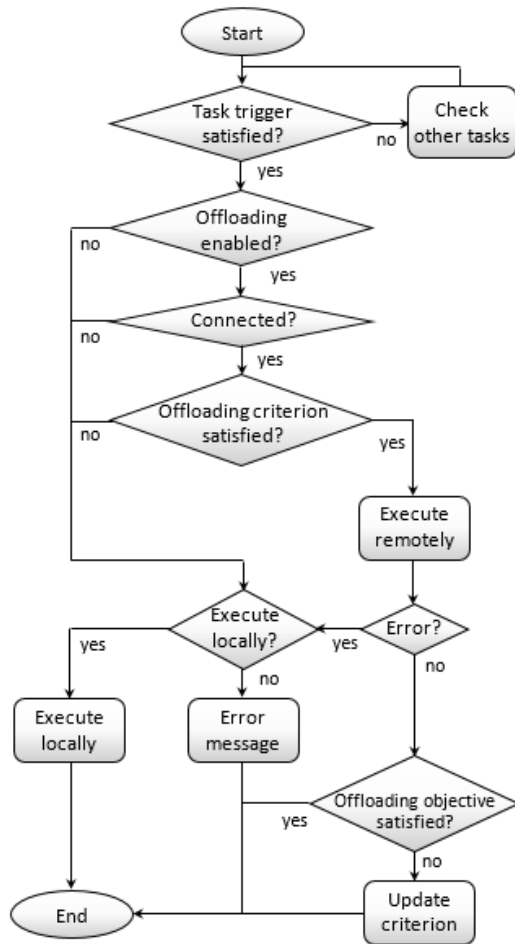 Start
Task trigger
satisfied?
no
Check
other tasks
yes
Offloading
enabled?
no
yes
Connected?
no
yes
Offloading criterion
satisfied?
no
yes
Execute
remotely
Execute
locally?
Error?
yes
yes
no
no
Execute
locally
Error
message
Offloading objective
satisfied?
yes
no
End
Update
criterion